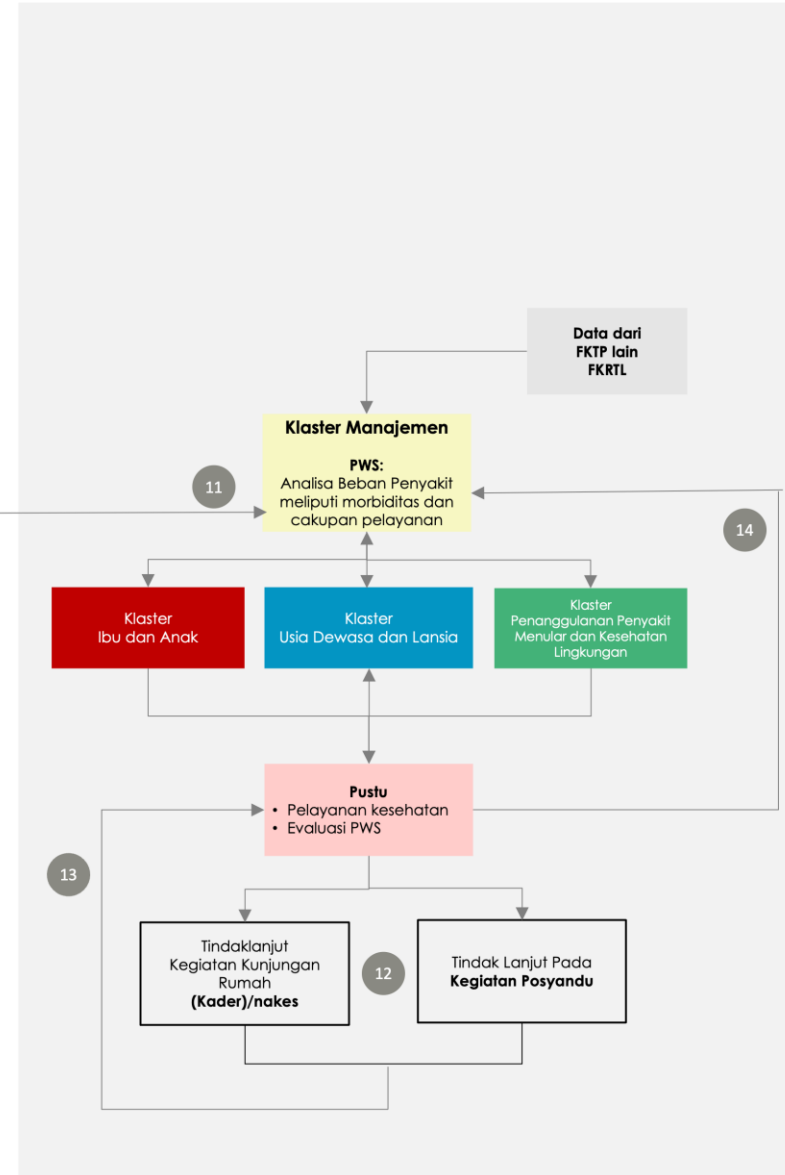 Data dari
FKTP lain
FKRTL
Klaster Manajemen
PWS:
Analisa Beban Penyakit
meliputi morbiditas dan
cakupan pelayanan
11
14
Klaster
Ibu dan Anak
Klaster
Usia Dewasa dan Lansia
Klaster
Penanggulanan Penyakit
Menular dan Kesehatan
Lingkungan
Pustu
• Pelayanan kesehatan
• Evaluasi PWS
13
Tindaklanjut
Kegiatan Kunjungan
Rumah
(Kader)/nakes
12
Tindak Lanjut Pada
Kegiatan Posyandu